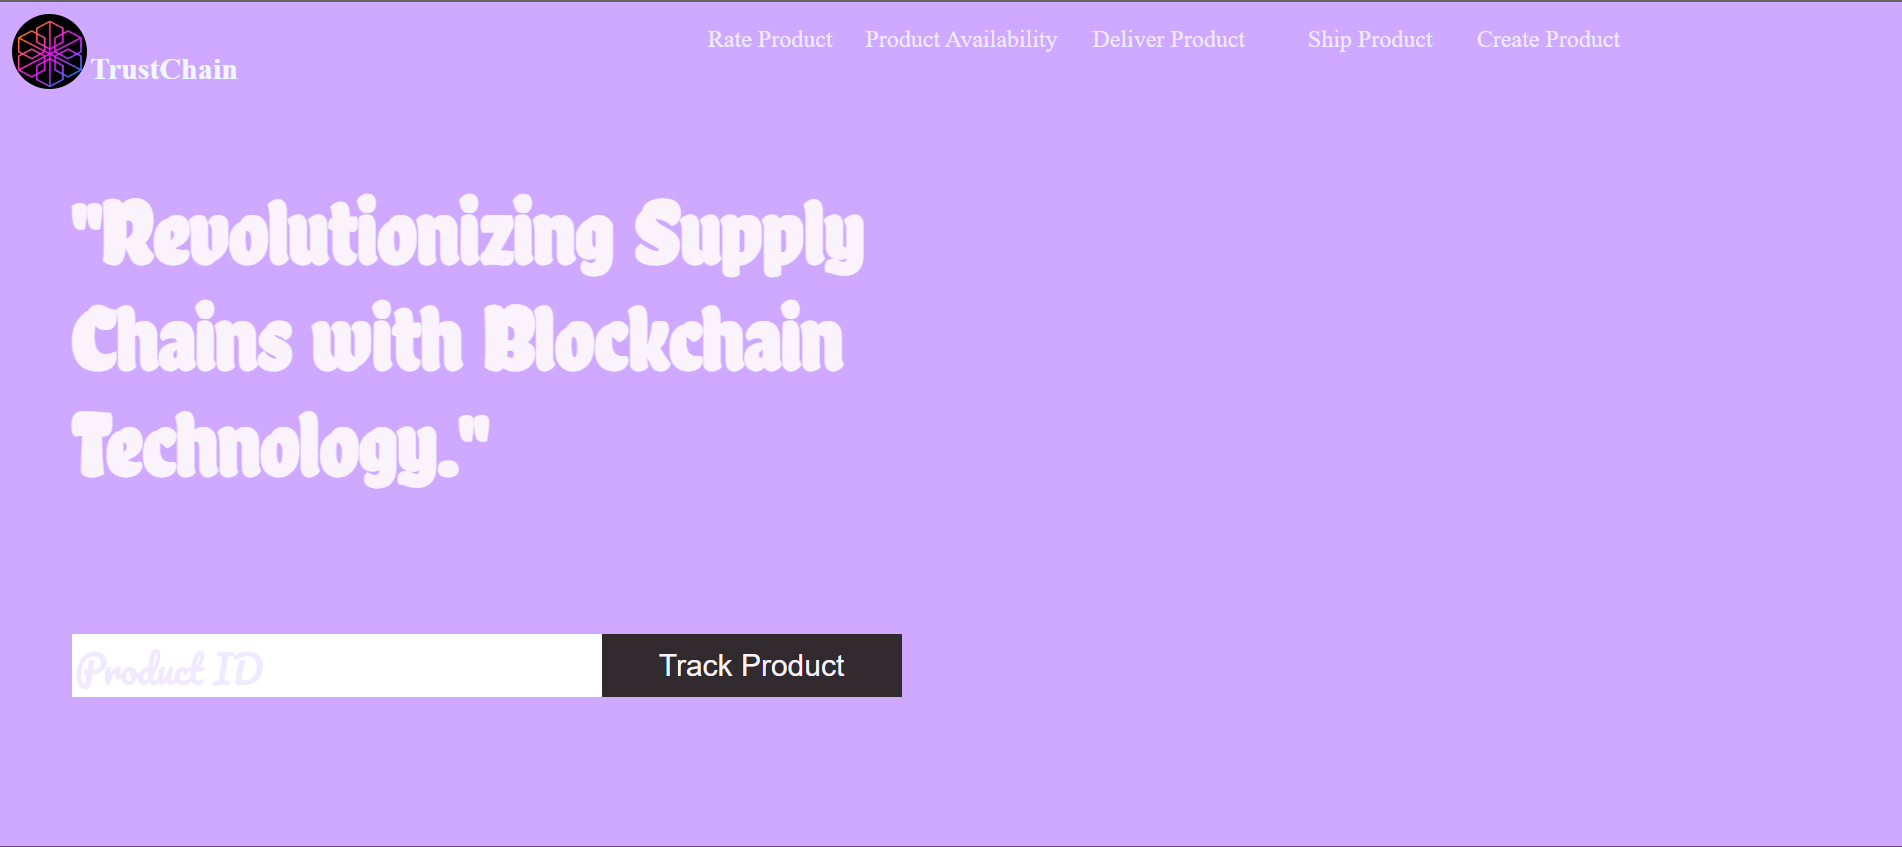 TrustChain
Rate Product
Product Availability
Deliver Product
Ship Product
Create Product
"Revolutionizing Supply
Chains with Blockchain
Technology."
Product ID
Track Product